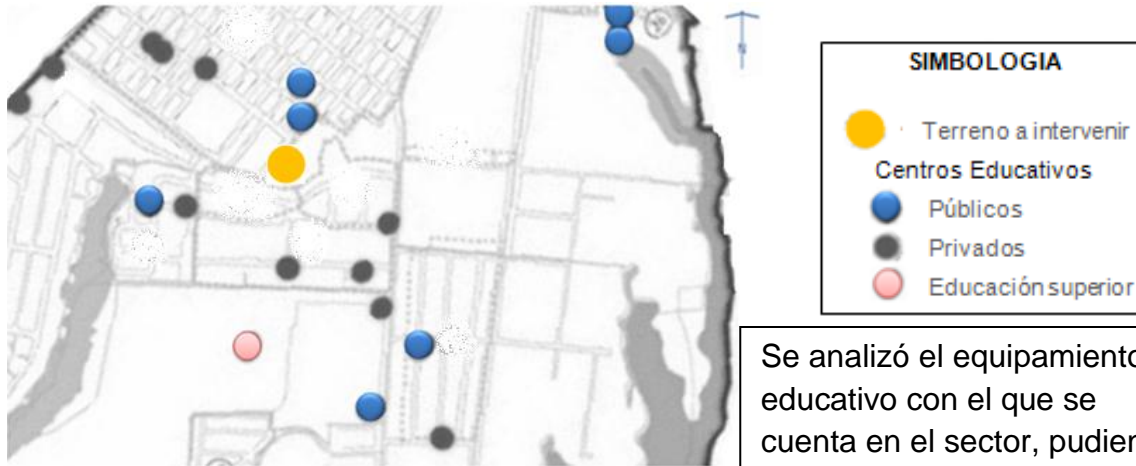 SIMBOLOGIA
Terreno a intervenir
Centros Educativos
Públicos
Privados
Educación superior
Se analizó el equipamiento
educativo con el que se
cuenta en el sector, pudien